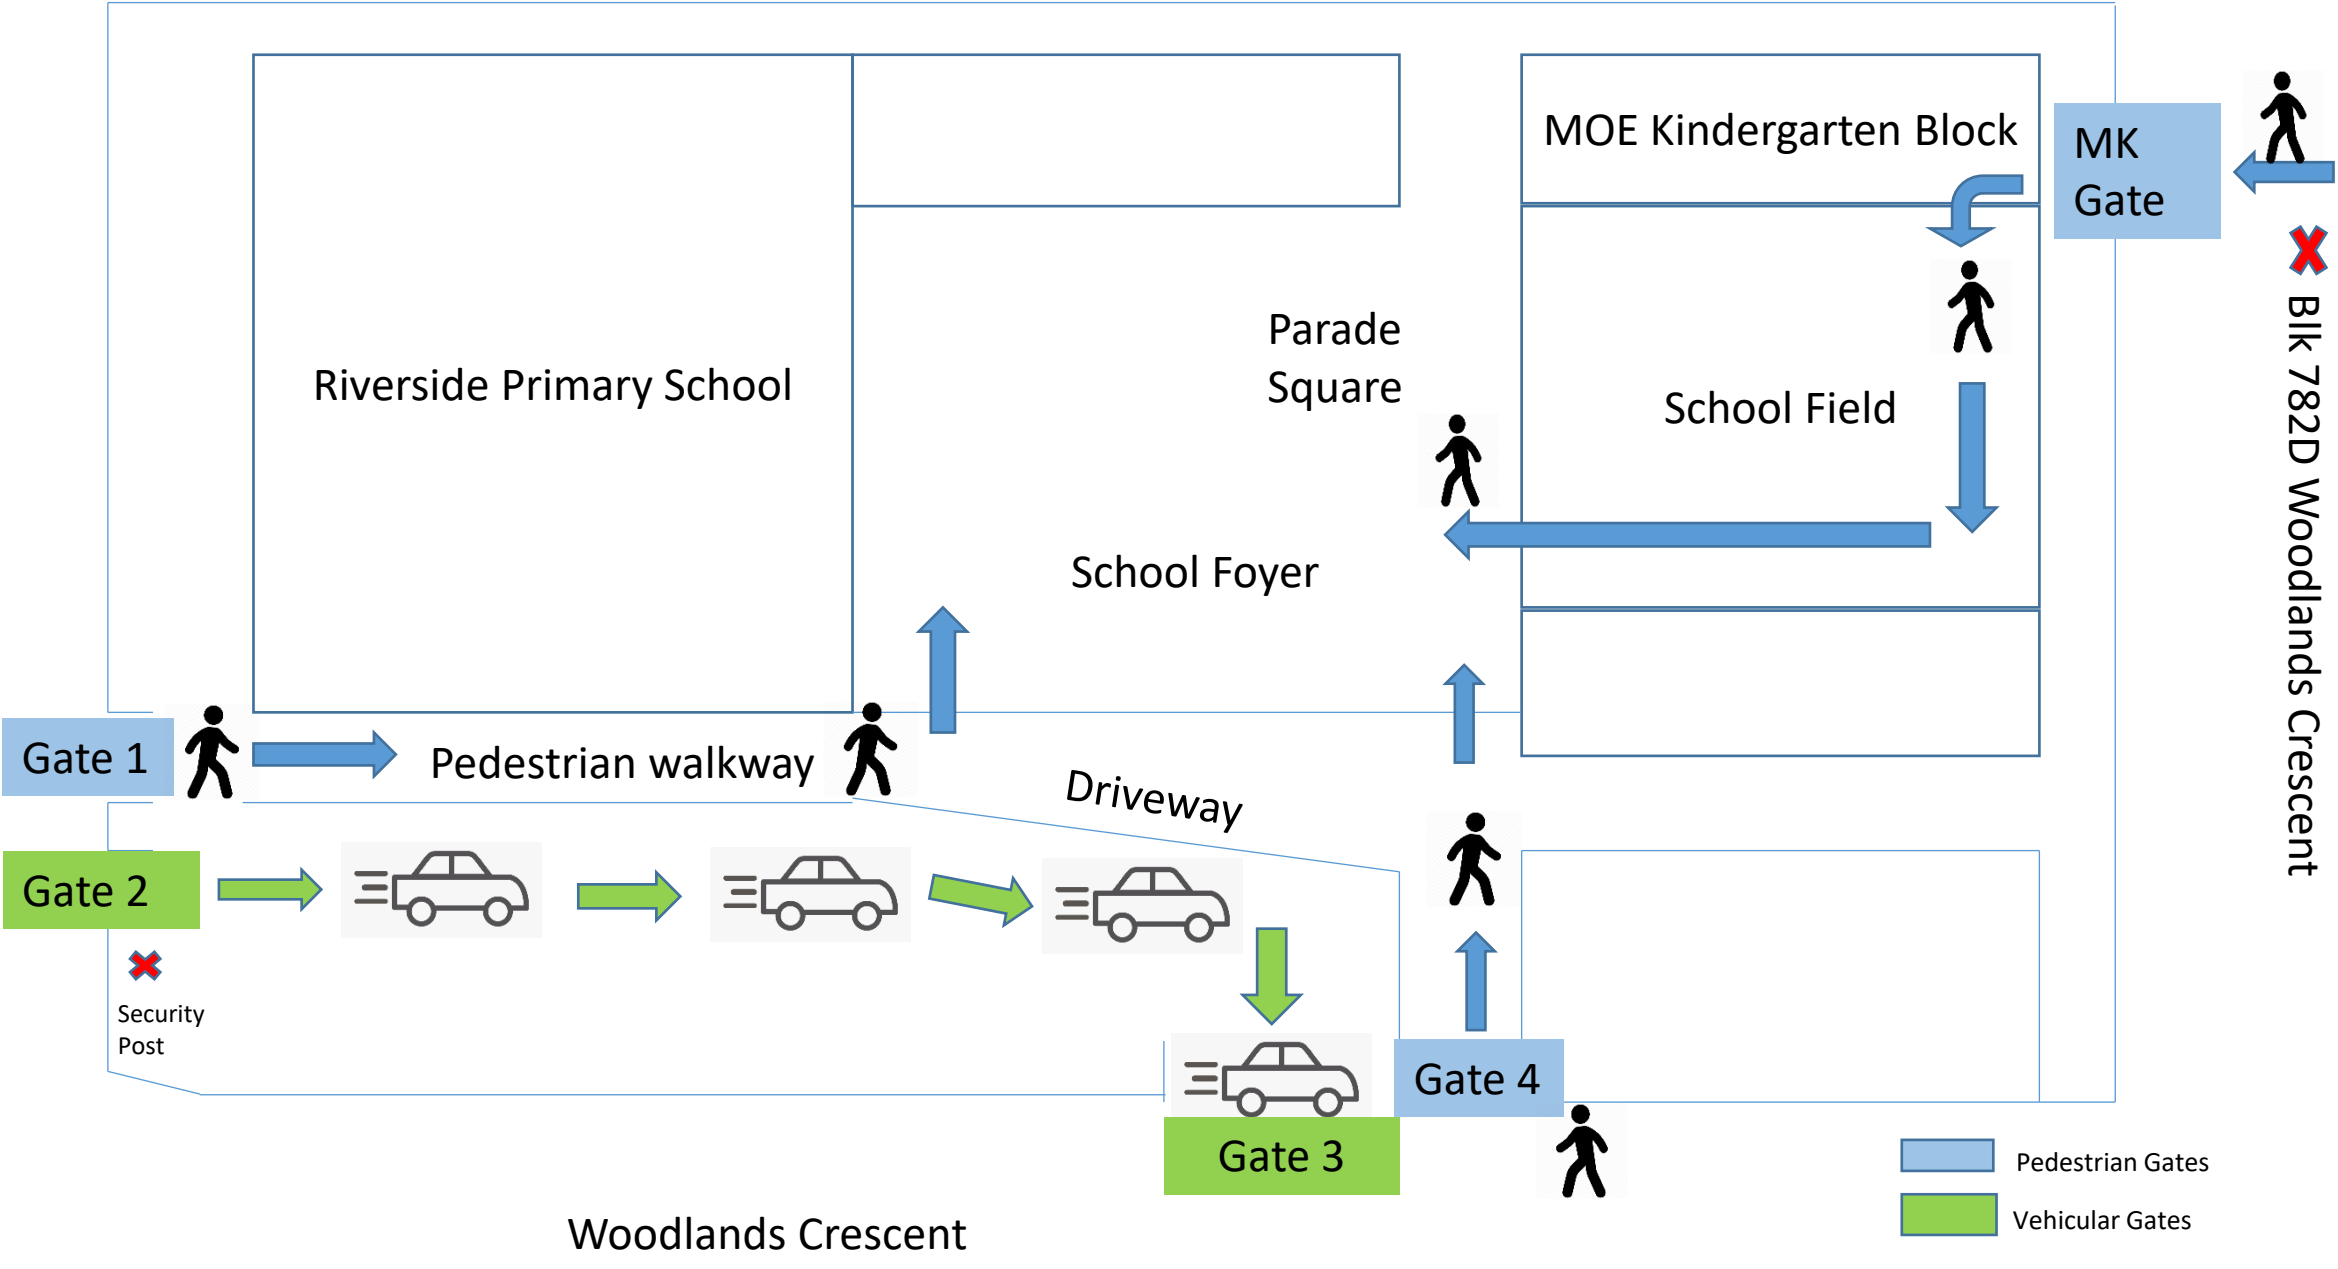 MOE Kindergarten Block
MK
Gate
Riverside Primary School
Parade
Square
School Field
Blk 782D Woodlands Crescent
School Foyer
Gate 1
Pedestrian walkway
Driveway
Gate 2
Security
Post
Gate 4
Gate 3
Pedestrian Gates
Vehicular Gates
Woodlands Crescent